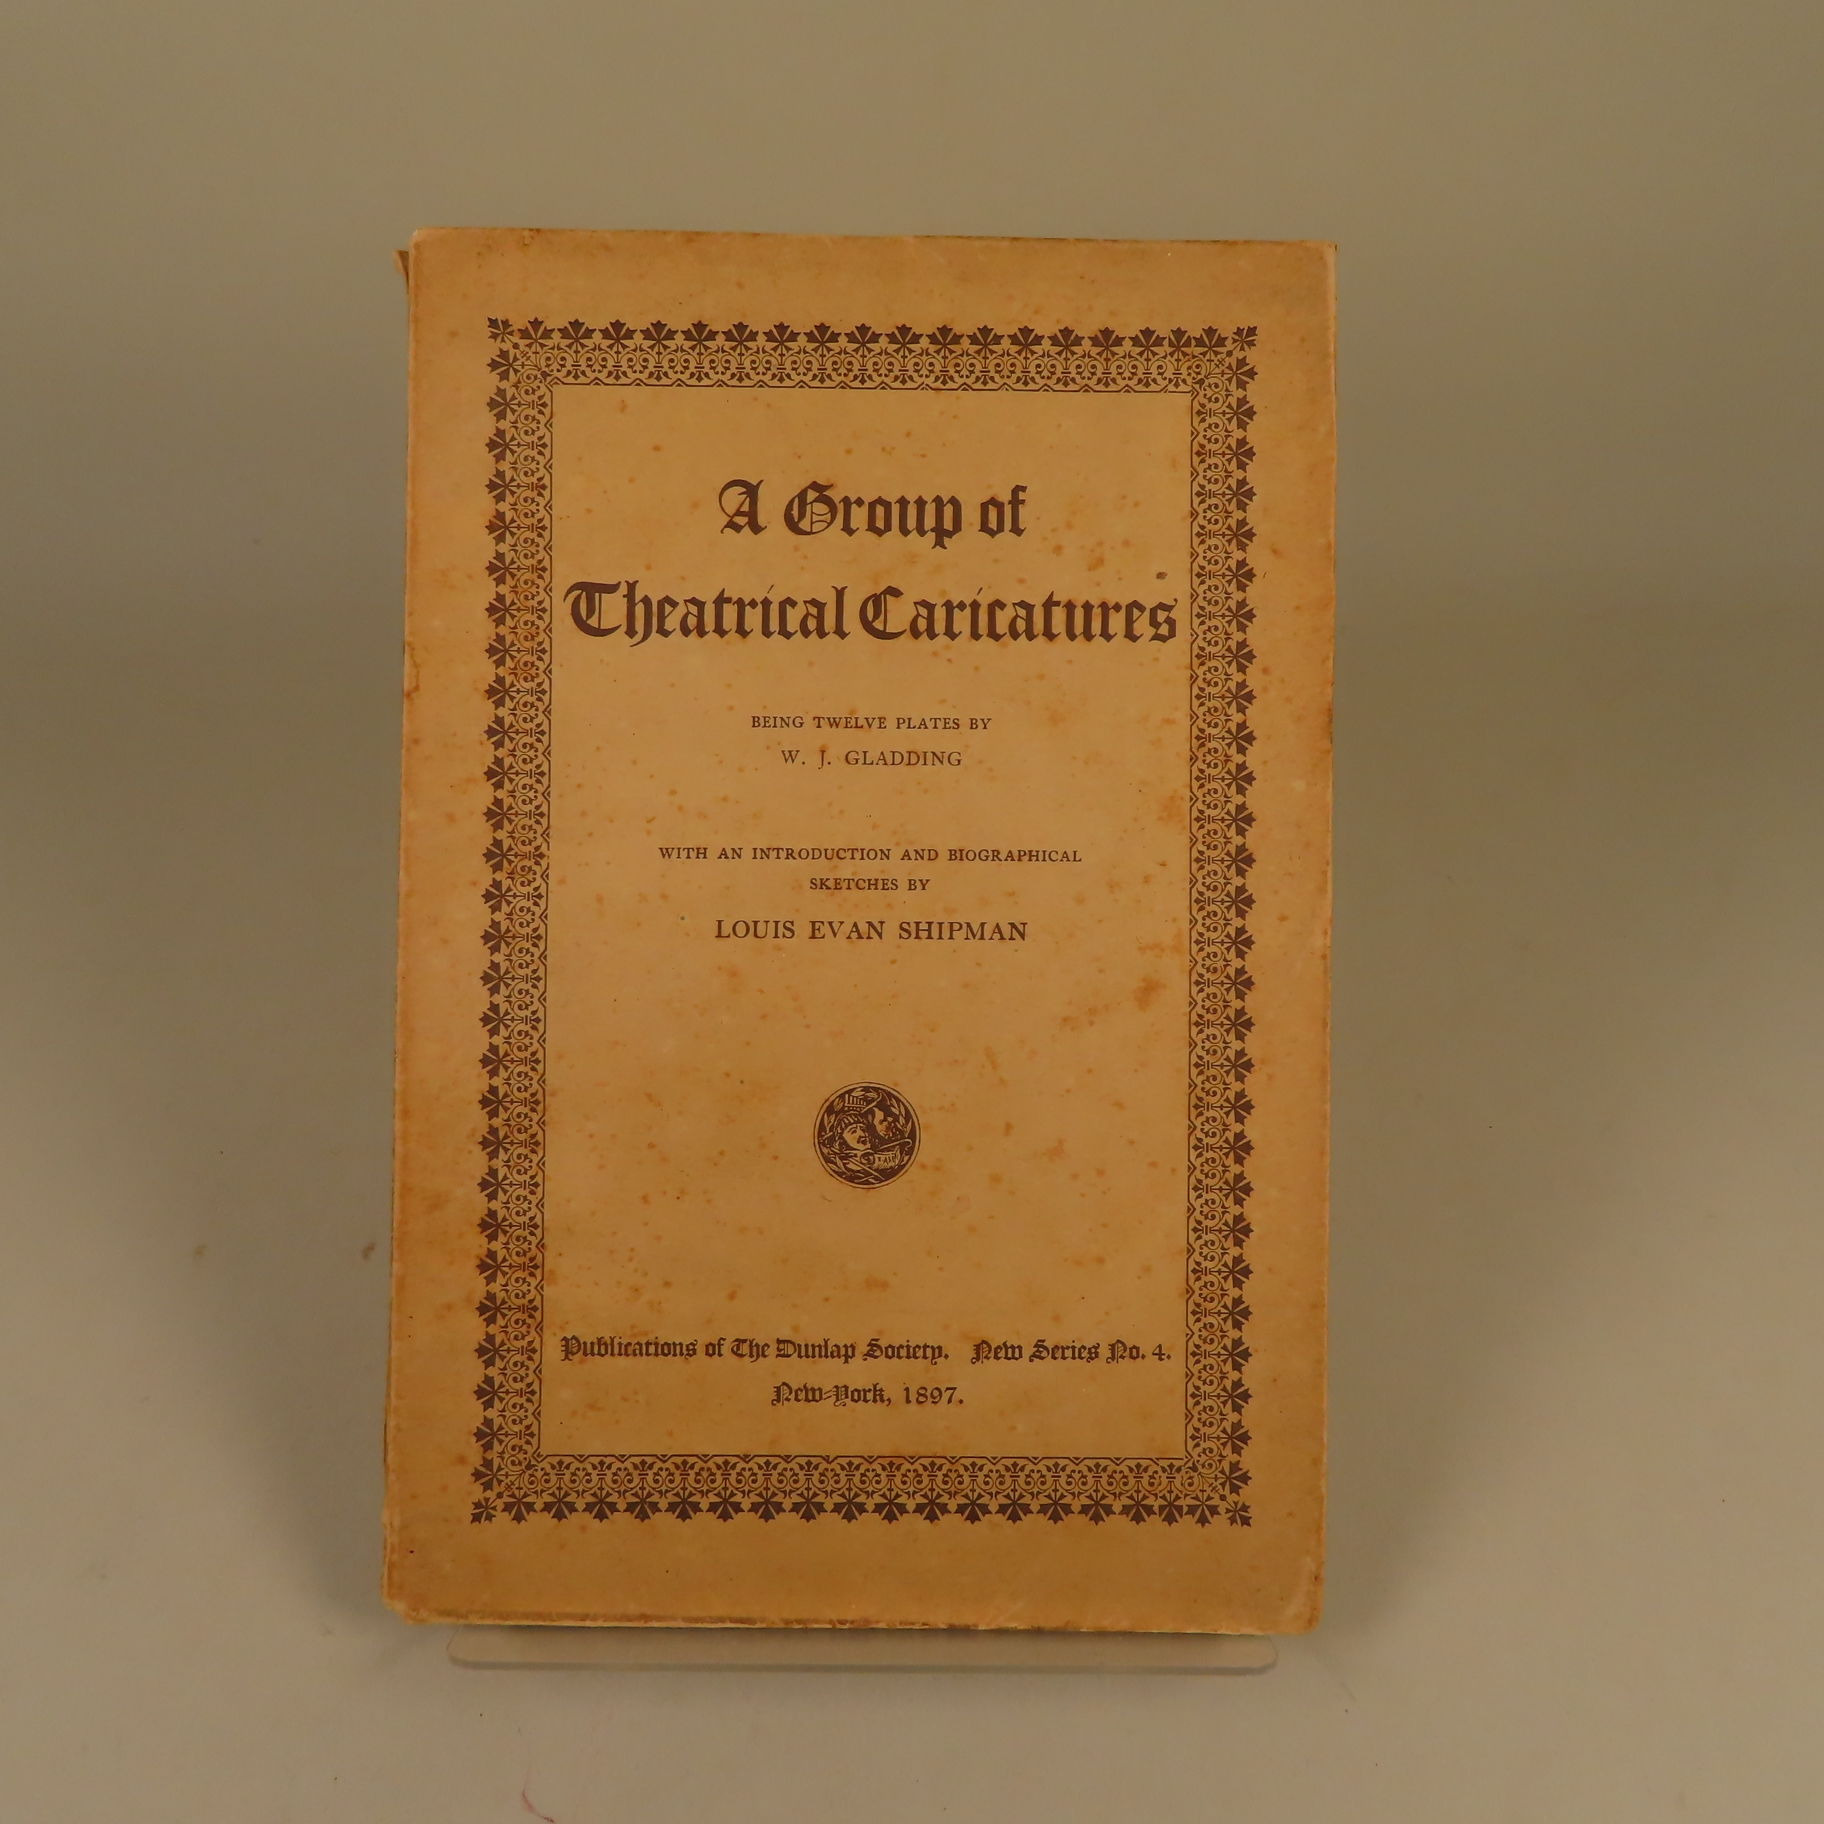 A Group of
Theatrical Caricatures
BEING TWELVE PLATES BY
W. J. GLADDING
WITH AN INTRODUCTION AND BIOGRAPHICAL
SKETCHES BY
LOUIS EVAN SHIPMAN
Publications of The Dunlap Society. New Series No. 4.
New-York, 1897.